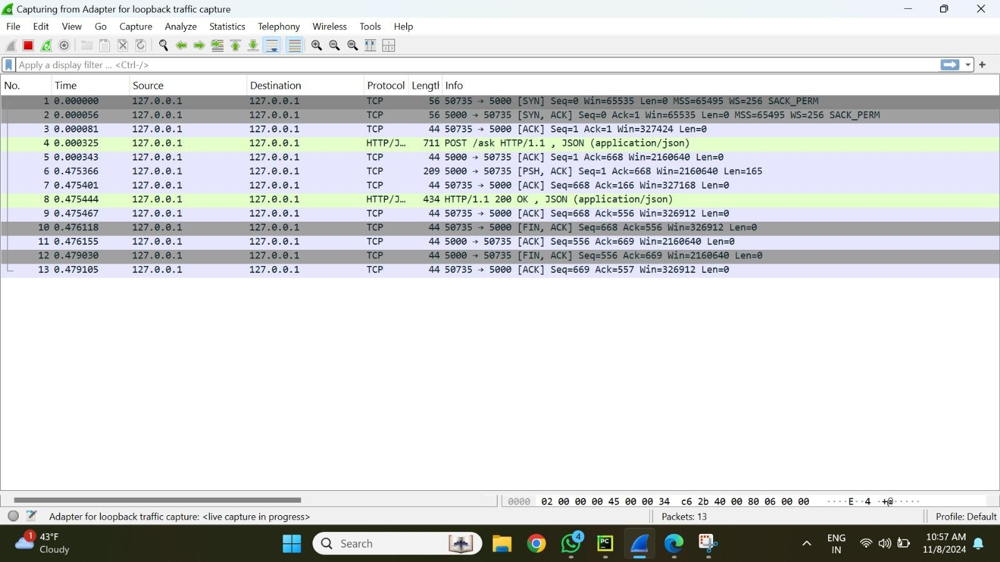 Capturing from Adapter for loopback traffic capture
File Edit View Go Capture Analyze Statistics Telephony Wireless Tools Help
Apply a display filter ... <Ctrl-/>
No. Time Source Destination Protocol Length Info
1 0.000000 127.0.0.1 127.0.0.1 TCP 56 50735 → 5000 [SYN] Seq=0 Win=65535 Len=0 MSS=65495 WS=256 SACK_PERM
2 0.000056 127.0.0.1 127.0.0.1 TCP 56 5000 → 50735 [SYN, ACK] Seq=0 Ack=1 Win=65535 Len=0 MSS=65495 WS=256 SACK_PERM
3 0.000081 127.0.0.1 127.0.0.1 TCP 44 50735 → 5000 [ACK] Seq=1 Ack=1 Win=327424 Len=0
4 0.000325 127.0.0.1 127.0.0.1 HTTP/J... 711 POST /ask HTTP/1.1 , JSON (application/json)
5 0.000343 127.0.0.1 127.0.0.1 TCP 44 5000 → 50735 [ACK] Seq=1 Ack=668 Win=2160640 Len=0
6 0.475366 127.0.0.1 127.0.0.1 TCP 209 5000 → 50735 [PSH, ACK] Seq=1 Ack=668 Win=2160640 Len=165
7 0.475401 127.0.0.1 127.0.0.1 TCP 44 50735 → 5000 [ACK] Seq=668 Ack=166 Win=327168 Len=0
8 0.475444 127.0.0.1 127.0.0.1 HTTP/J... 434 HTTP/1.1 200 OK , JSON (application/json)
9 0.475467 127.0.0.1 127.0.0.1 TCP 44 50735 → 5000 [ACK] Seq=668 Ack=556 Win=326912 Len=0
10 0.476118 127.0.0.1 127.0.0.1 TCP 44 50735 → 5000 [FIN, ACK] Seq=668 Ack=556 Win=326912 Len=0
11 0.476155 127.0.0.1 127.0.0.1 TCP 44 5000 → 50735 [ACK] Seq=556 Ack=669 Win=2160640 Len=0
12 0.479030 127.0.0.1 127.0.0.1 TCP 44 5000 → 50735 [FIN, ACK] Seq=556 Ack=669 Win=2160640 Len=0
13 0.479105 127.0.0.1 127.0.0.1 TCP 44 50735 → 5000 [ACK] Seq=669 Ack=557 Win=326912 Len=0
0000 02 00 00 00 45 00 00 34 c6 2b 40 00 80 06 00 00 ····E··4 ·+@·····
Adapter for loopback traffic capture: <live capture in progress> Packets: 13 Profile: Default
1 43°F
Cloudy
Search
4
PC
ENG
IN
10:57 AM
11/8/2024